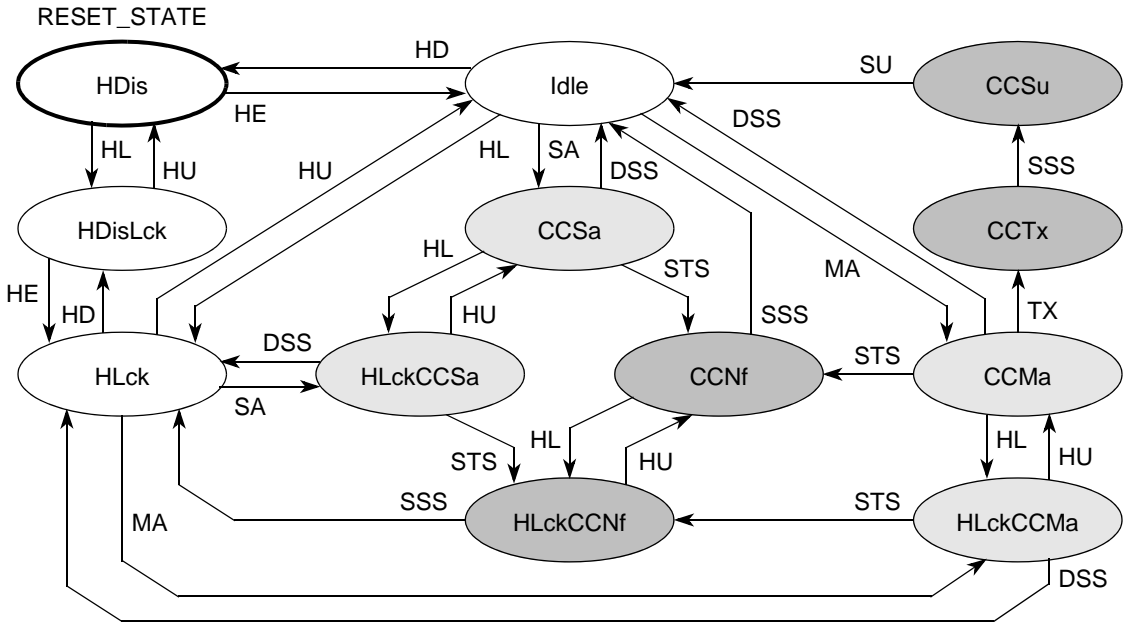 RESET_STATE
HD
HDis
Idle
SU
CCSu
HE
DSS
HL
HU
HU
HL
SA
DSS
SSS
HDisLck
CCSa
CCTx
HL
STS
MA
HE
HD
HU
SSS
TX
DSS
STS
HLck
HLckCCSa
CCNf
CCMa
SA
HL
HL
STS
HU
HU
SSS
STS
MA
HLckCCNf
HLckCCMa
DSS